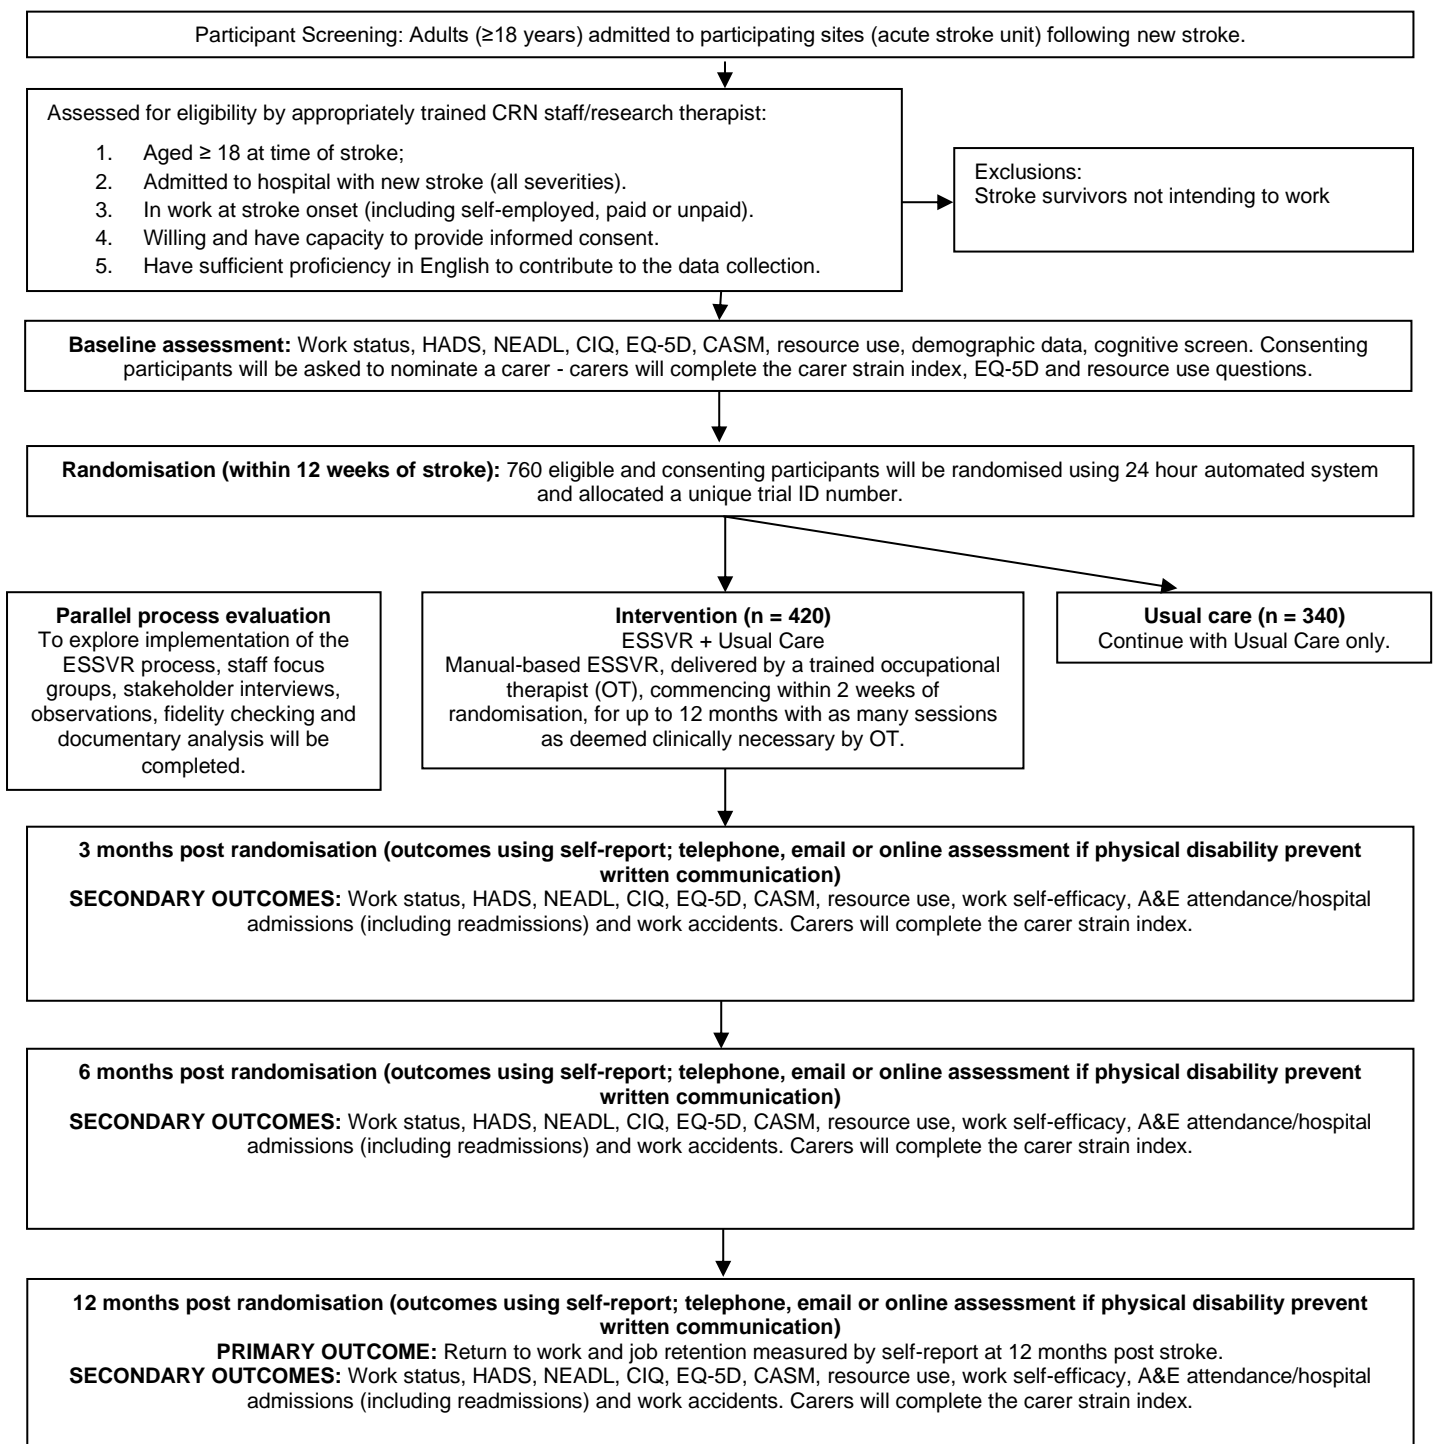 Participant Screening: Adults (≥18 years) admitted to participating sites (acute stroke unit) following new stroke.
Assessed for eligibility by appropriately trained CRN staff/research therapist:
1. Aged ≥ 18 at time of stroke;
2. Admitted to hospital with new stroke (all severities).
3. In work at stroke onset (including self-employed, paid or unpaid).
4. Willing and have capacity to provide informed consent.
5. Have sufficient proficiency in English to contribute to the data collection.
Exclusions:
Stroke survivors not intending to work
Baseline assessment: Work status, HADS, NEADL, CIQ, EQ-5D, CASM, resource use, demographic data, cognitive screen. Consenting
participants will be asked to nominate a carer - carers will complete the carer strain index, EQ-5D and resource use questions.
Randomisation (within 12 weeks of stroke): 760 eligible and consenting participants will be randomised using 24 hour automated system
and allocated a unique trial ID number.
Parallel process evaluation
To explore implementation of the
ESSVR process, staff focus
groups, stakeholder interviews,
observations, fidelity checking and
documentary analysis will be
completed.
Intervention (n = 420)
ESSVR + Usual Care
Manual-based ESSVR, delivered by a trained occupational
therapist (OT), commencing within 2 weeks of
randomisation, for up to 12 months with as many sessions
as deemed clinically necessary by OT.
Usual care (n = 340)
Continue with Usual Care only.
3 months post randomisation (outcomes using self-report; telephone, email or online assessment if physical disability prevent
written communication)
SECONDARY OUTCOMES: Work status, HADS, NEADL, CIQ, EQ-5D, CASM, resource use, work self-efficacy, A&E attendance/hospital
admissions (including readmissions) and work accidents. Carers will complete the carer strain index.
6 months post randomisation (outcomes using self-report; telephone, email or online assessment if physical disability prevent
written communication)
SECONDARY OUTCOMES: Work status, HADS, NEADL, CIQ, EQ-5D, CASM, resource use, work self-efficacy, A&E attendance/hospital
admissions (including readmissions) and work accidents. Carers will complete the carer strain index.
12 months post randomisation (outcomes using self-report; telephone, email or online assessment if physical disability prevent
written communication)
PRIMARY OUTCOME: Return to work and job retention measured by self-report at 12 months post stroke.
SECONDARY OUTCOMES: Work status, HADS, NEADL, CIQ, EQ-5D, CASM, resource use, work self-efficacy, A&E attendance/hospital
admissions (including readmissions) and work accidents. Carers will complete the carer strain index.